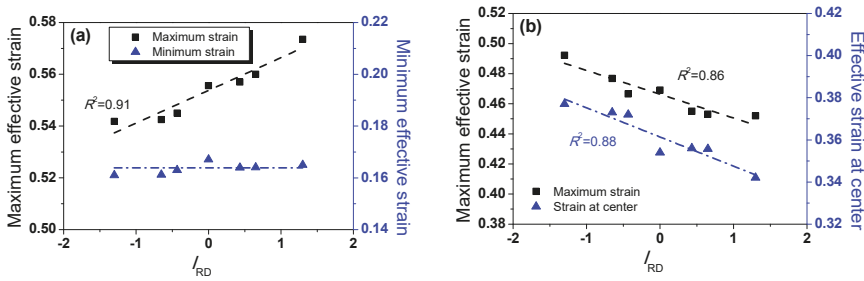 (a)
Maximum strain
Minimum strain
R²=0.91
Maximum effective strain
0.58
0.56
0.54
0.52
0.50
Minimum effective strain
0.22
0.20
0.18
0.16
0.14
-2 -1 0 1 2
I_RD
(b)
R²=0.86
R²=0.88
Maximum strain
Strain at center
Maximum effective strain
0.52
0.50
0.48
0.46
0.44
0.42
0.40
0.38
Effective strain at center
0.42
0.40
0.38
0.36
0.34
0.32
-2 -1 0 1 2
I_RD